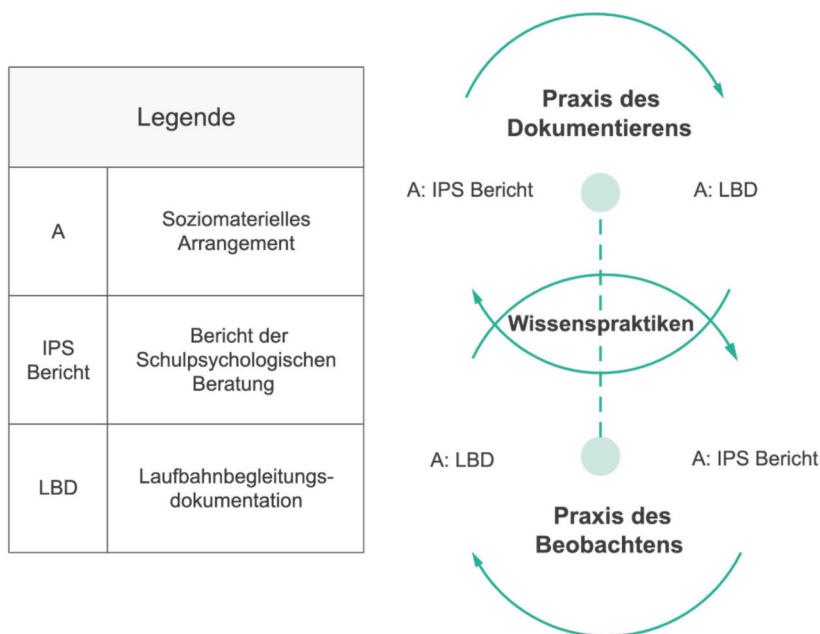 Legende
A
Soziomaterielles
Arrangement
IPS
Bericht
Bericht der
Schulpsychologischen
Beratung
LBD
Laufbahnbegleitungs-
dokumentation
Praxis des
Dokumentierens
A: IPS Bericht
A: LBD
Wissenspraktiken
A: LBD
A: IPS Bericht
Praxis des
Beobachtens